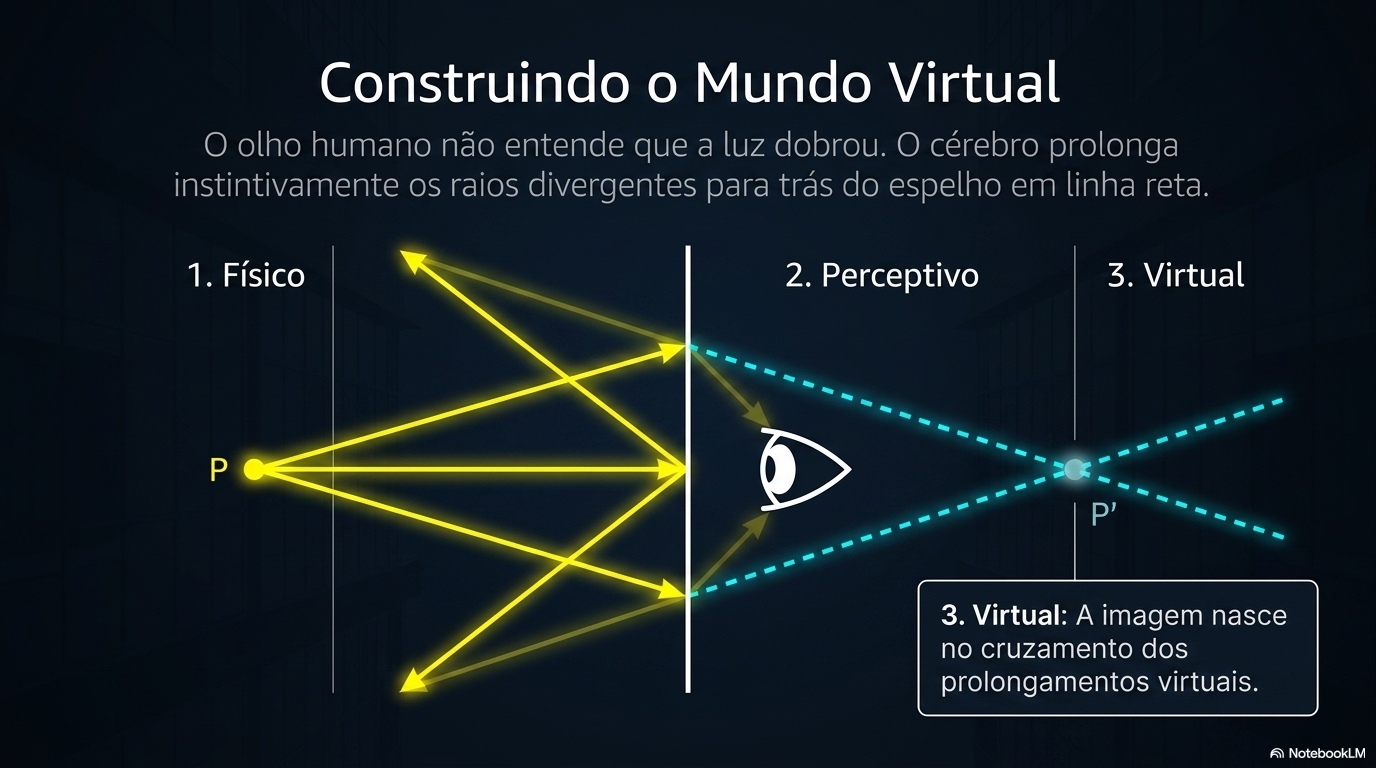 Construindo o Mundo Virtual
O olho humano não entende que a luz dobrou. O cérebro prolonga
instintivamente os raios divergentes para trás do espelho em linha reta.
1. Físico
2. Perceptivo
3. Virtual
P
P’
3. Virtual: A imagem nasce
no cruzamento dos
prolongamentos virtuais.
NotebookLM